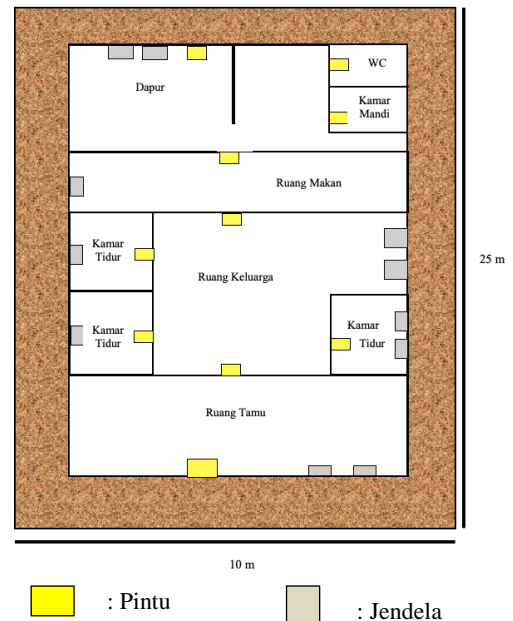 WC
Dapur
Kamar
Mandi
Ruang Makan
Kamar
Tidur
Ruang Keluarga
25 m
Kamar
Tidur
Kamar
Tidur
Ruang Tamu
10 m
: Pintu
: Jendela